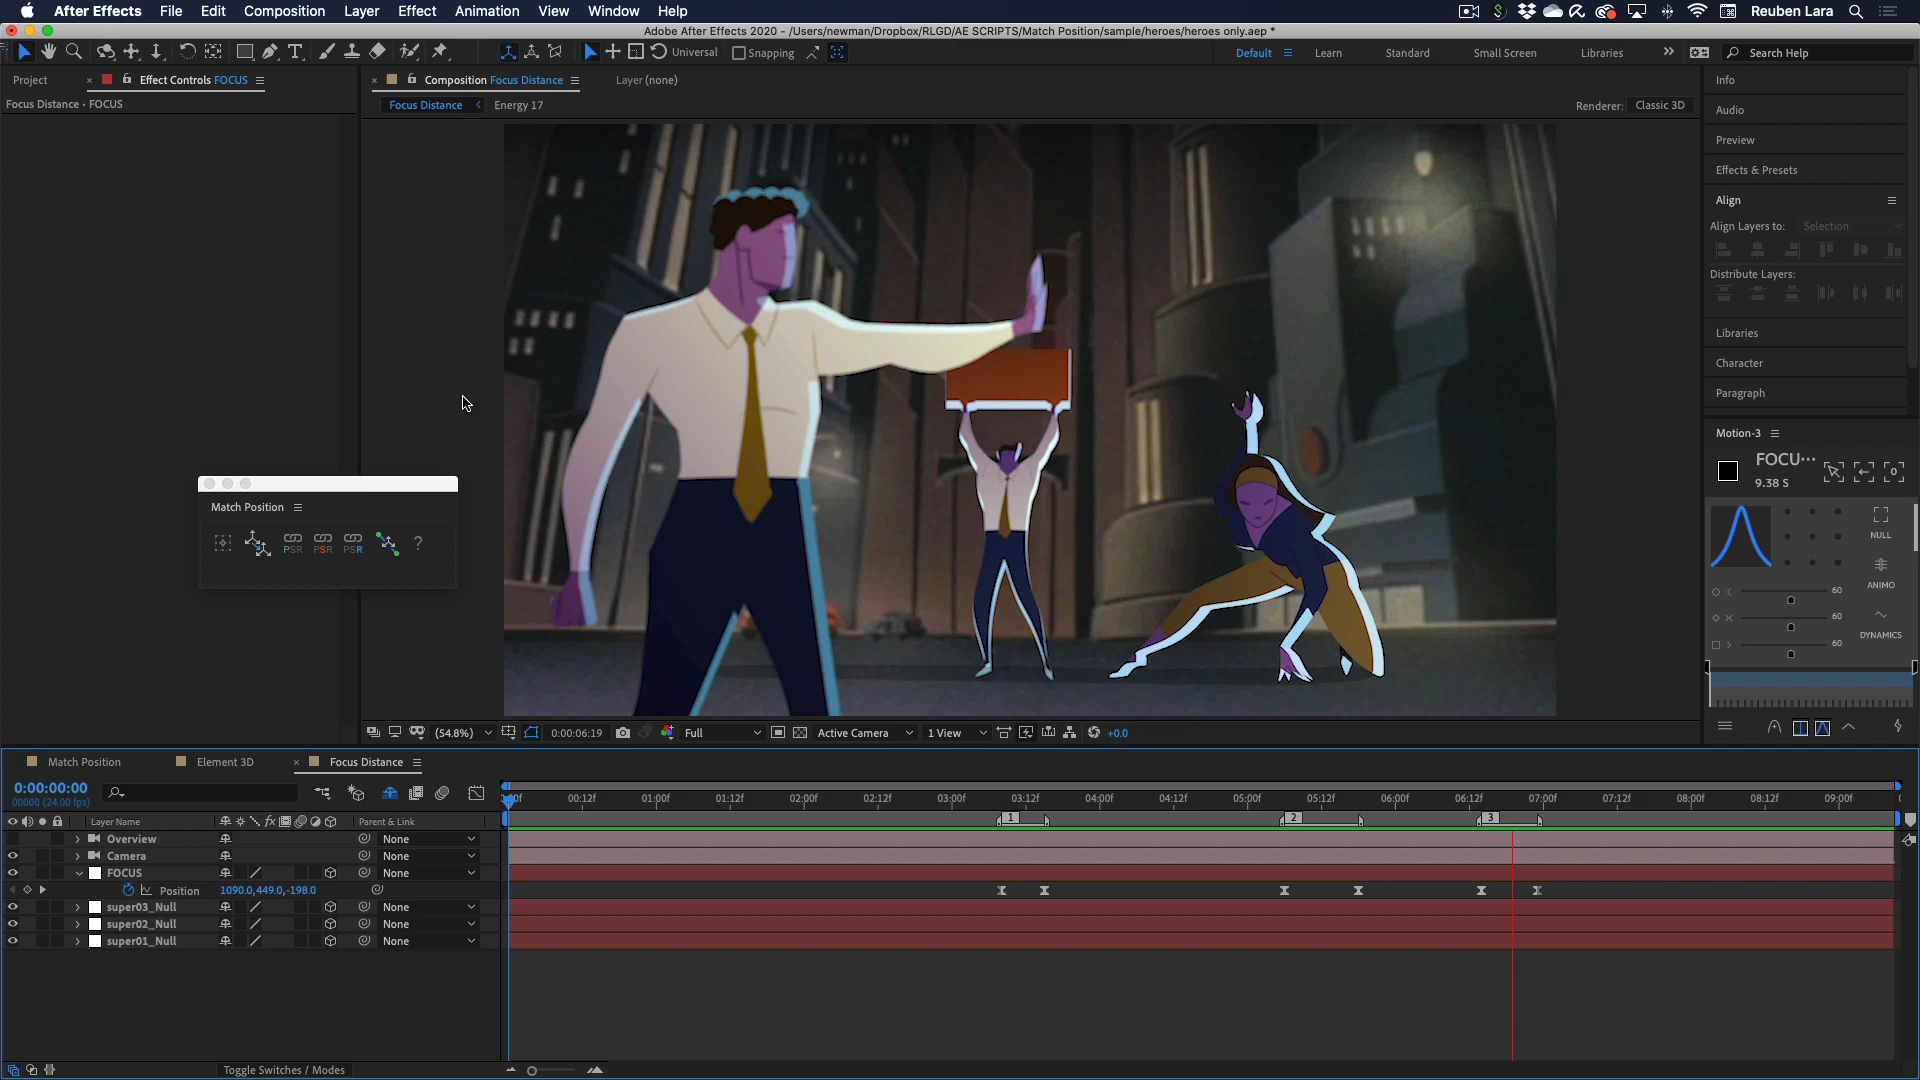 After Effects File Edit Composition Layer Effect Animation View Window Help Reuben Lara
Adobe After Effects 2020 - /Users/newman/Dropbox/RLGD/AE SCRIPTS/Match Position/sample/heroes/heroes only.aep *
Universal Snapping Default Learn Standard Small Screen Libraries Search Help
Project Effect Controls FOCUS Composition Focus Distance Layer (none) Info
Focus Distance • FOCUS Focus Distance Energy 17 Renderer: Classic 3D
Audio
Preview
Effects & Presets
Align
Align Layers to: Selection
Distribute Layers:
Libraries
Character
Paragraph
Motion-3
FOCU···
9.38 S
NULL
ANIMO
DYNAMICS
60
60
60
Match Position
PSR PSR PSR ?
(54.8%) 0:00:06:19 Full Active Camera 1 View +0.0
Match Position Element 3D Focus Distance
0:00:00:00
00000 (24.00 fps)
00:12f 01:00f 01:12f 02:00f 02:12f 03:00f 03:12f 04:00f 04:12f 05:00f 05:12f 06:00f 06:12f 07:00f 07:12f 08:00f 08:12f 09:00f
Layer Name Parent & Link 1 2 3
Overview None
Camera None
FOCUS None
Position 1090.0,449.0,-198.0
super03_Null None
super02_Null None
super01_Null None
Toggle Switches / Modes